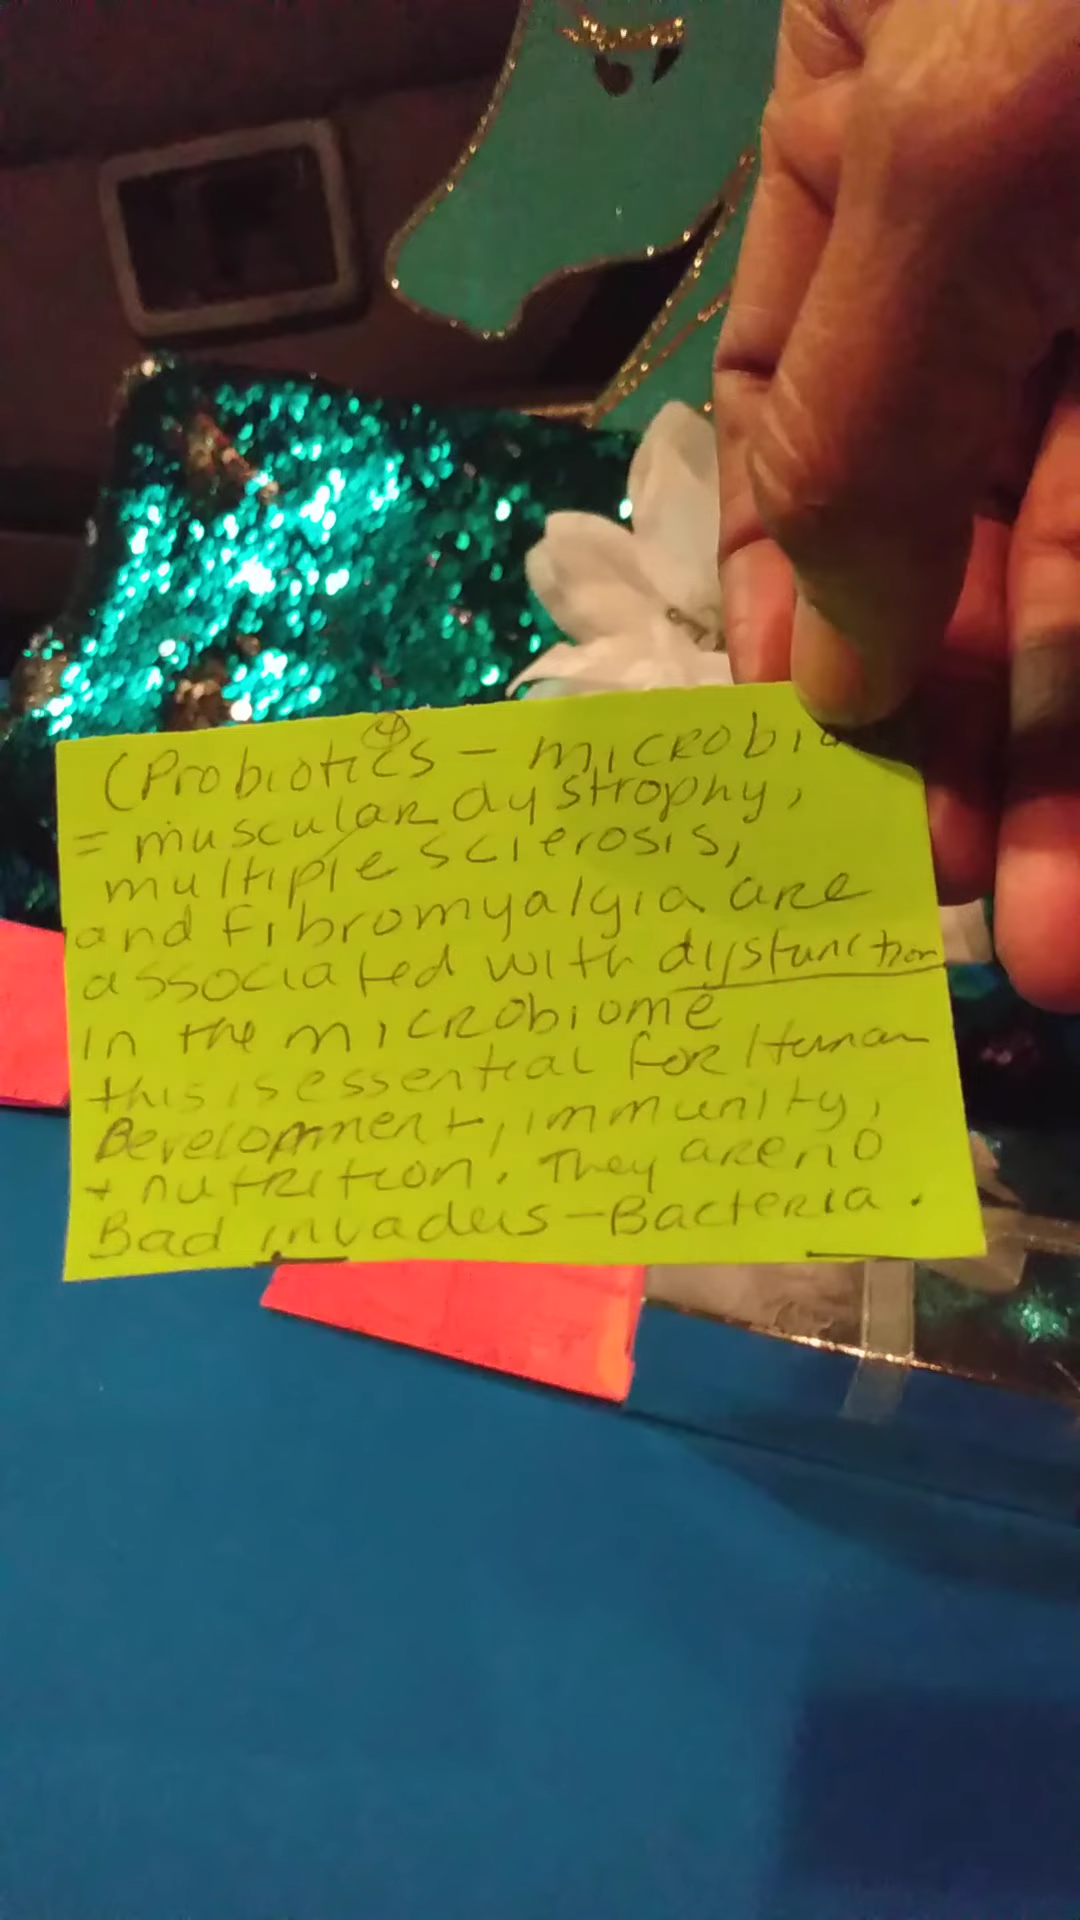 4
(Probiotics - microbi
= muscular dystrophy,
multiple sclerosis,
and fibromyalgia are
associated with dysfunction
in the microbiome
this is essential for Human
Development, immunity,
+ nutrition. They are no
Bad invaders - Bacteria.